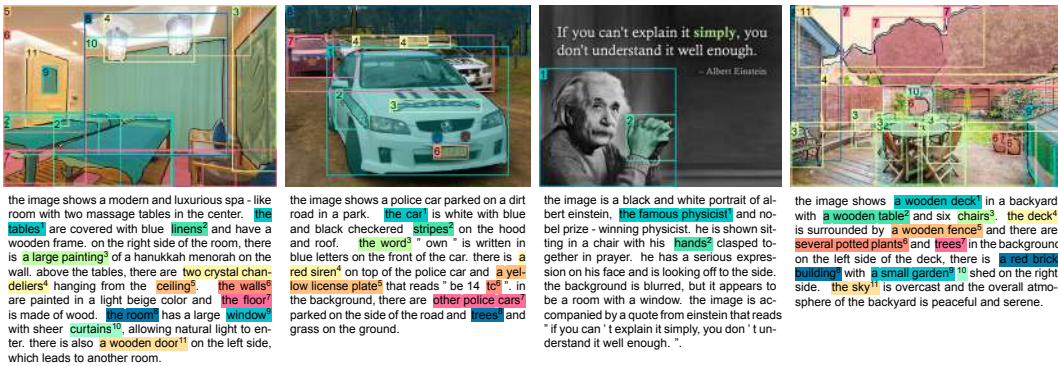 If you can't explain it simply, you
don't understand it well enough.
– Albert Einstein
the image shows a modern and luxurious spa - like
room with two massage tables in the center. the
tables1 are covered with blue linens2 and have a
wooden frame. on the right side of the room, there
is a large painting3 of a hanukkah menorah on the
wall. above the tables, there are two crystal chan-
deliers4 hanging from the ceiling5. the walls6
are painted in a light beige color and the floor7
is made of wood. the room8 has a large window9
with sheer curtains10, allowing natural light to en-
ter. there is also a wooden door11 on the left side,
which leads to another room.
the image shows a police car parked on a dirt
road in a park. the car1 is white with blue
and black checkered stripes2 on the hood
and roof. the word3 " own " is written in
blue letters on the front of the car. there is a
red siren4 on top of the police car and a yel-
low license plate5 that reads " be 14 tc6 ". in
the background, there are other police cars7
parked on the side of the road and trees8 and
grass on the ground.
the image is a black and white portrait of al-
bert einstein, the famous physicist1 and no-
bel prize - winning physicist. he is shown sit-
ting in a chair with his hands2 clasped to-
gether in prayer. he has a serious expres-
sion on his face and is looking off to the side.
the background is blurred, but it appears to
be a room with a window. the image is ac-
companied by a quote from einstein that reads
" if you can ' t explain it simply, you don ' t un-
derstand it well enough. ".
the image shows a wooden deck1 in a backyard
with a wooden table2 and six chairs3. the deck4
is surrounded by a wooden fence5 and there are
several potted plants6 and trees7 in the background
on the left side of the deck, there is a red brick
building8 with a small garden9 10 shed on the right
side. the sky11 is overcast and the overall atmo-
sphere of the backyard is peaceful and serene.